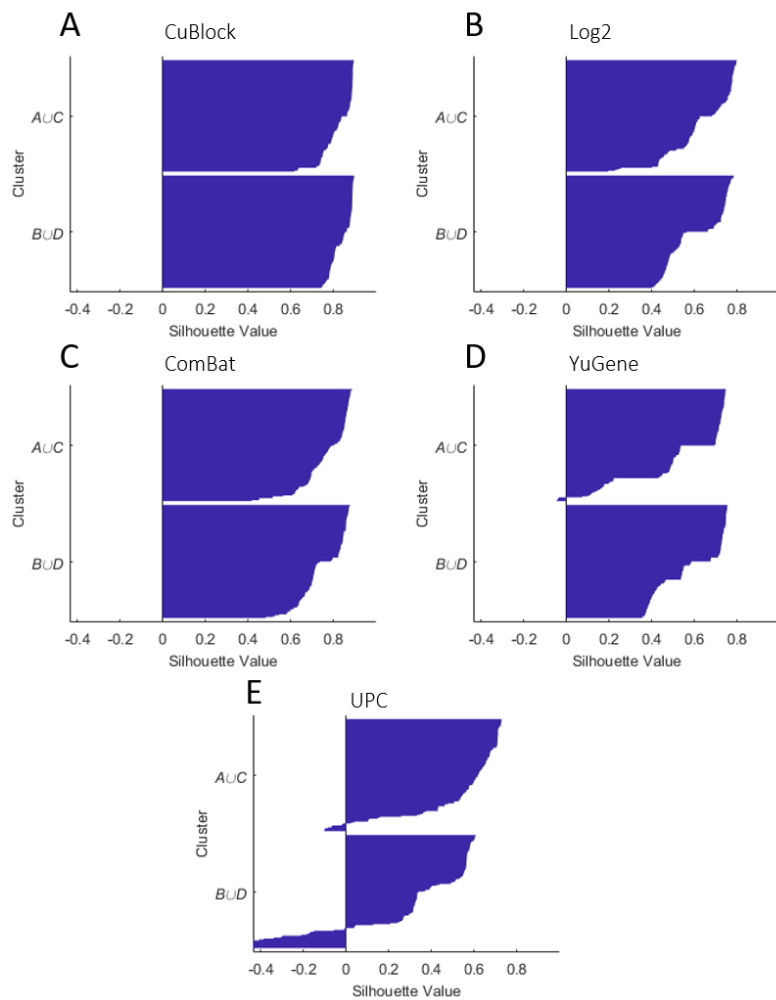 A CuBlock
Cluster
A∪C
B∪D
-0.4 -0.2 0 0.2 0.4 0.6 0.8
Silhouette Value
B Log2
Cluster
A∪C
B∪D
-0.4 -0.2 0 0.2 0.4 0.6 0.8
Silhouette Value
C ComBat
Cluster
A∪C
B∪D
-0.4 -0.2 0 0.2 0.4 0.6 0.8
Silhouette Value
D YuGene
Cluster
A∪C
B∪D
-0.4 -0.2 0 0.2 0.4 0.6 0.8
Silhouette Value
E UPC
Cluster
A∪C
B∪D
-0.4 -0.2 0 0.2 0.4 0.6 0.8
Silhouette Value